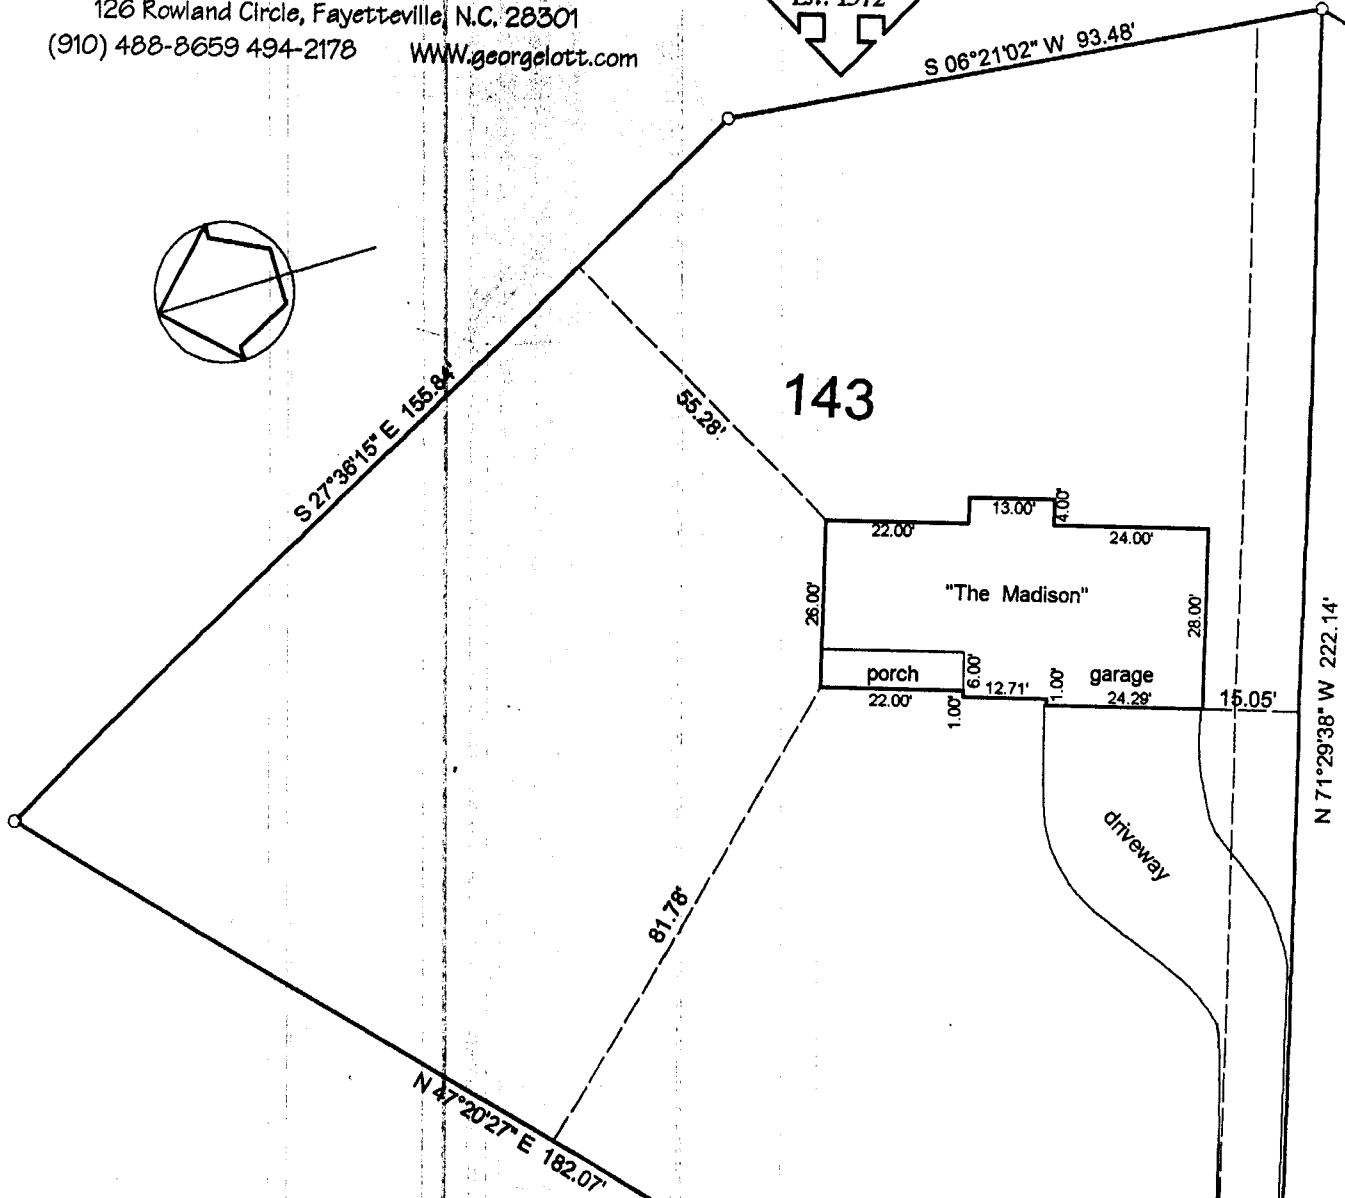 126 Rowland Circle, Fayetteville, N.C. 28301
(910) 488-8659 494-2178 WWW.georgelott.com
Est. 1972
S 06°21'02" W 93.48'
S 27°36'15" E 155.84'
55.28'
143
22.00'
13.00'
4.00'
24.00'
"The Madison"
26.00'
28.00'
porch
6.00'
garage
22.00'
1.00'
12.71'
1.00'
24.29'
15.05'
N 71°29'38" W 222.14'
driveway
81.78'
N 47°20'27" E 182.07'